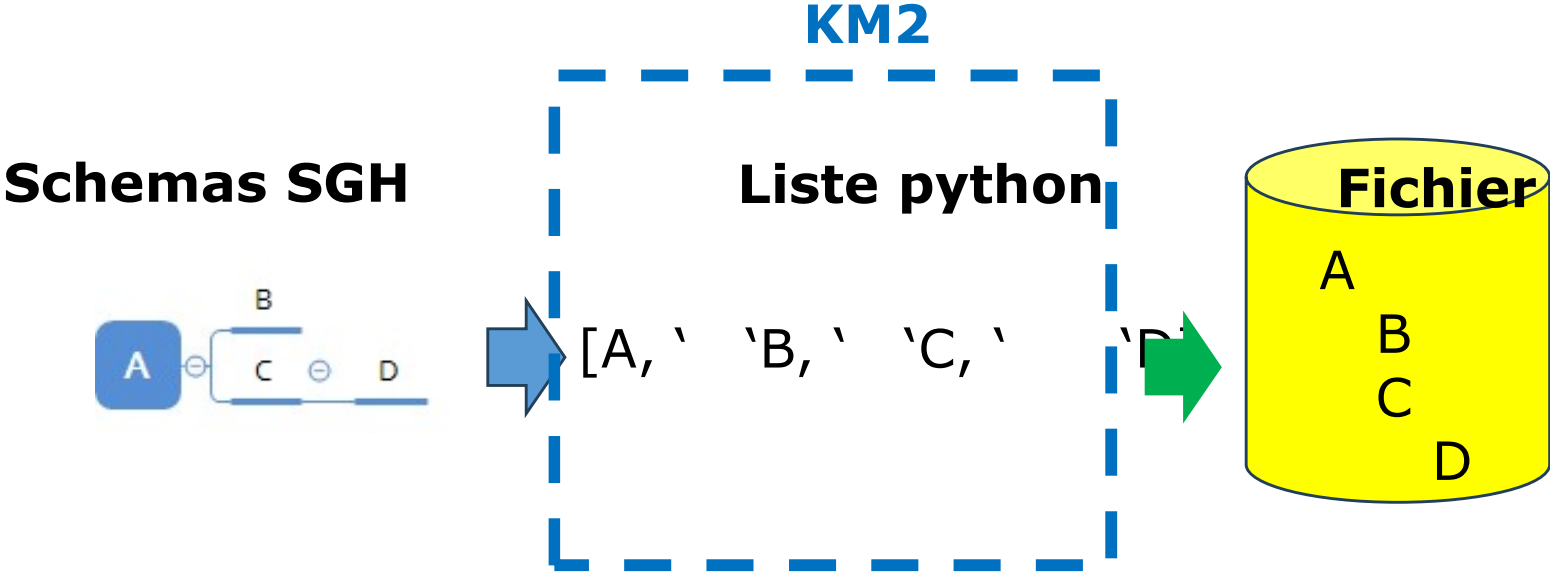 KM2
Schemas SGH
Liste python
Fichier
B
A
C
D
[A, ‘   ‘B, ‘   ‘C, ‘      ‘D]
A
B
C
D